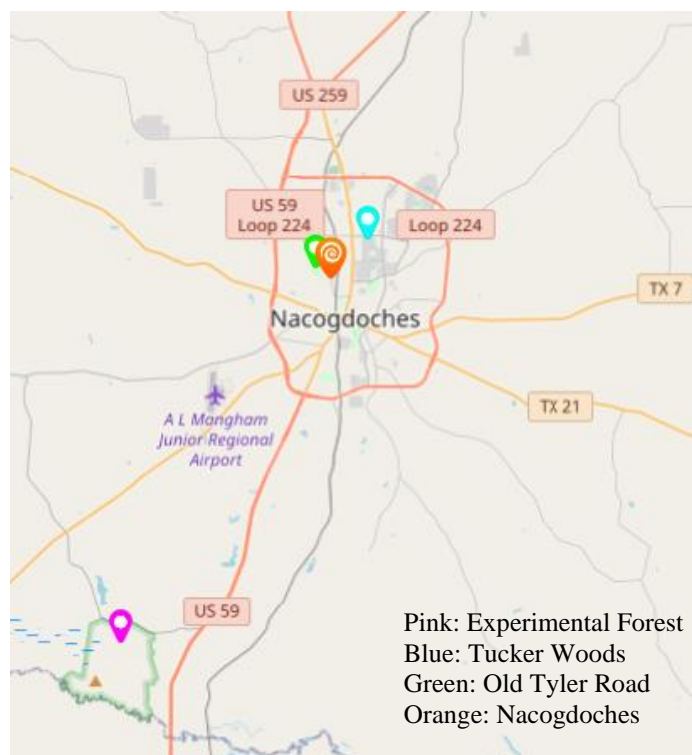 US 259
US 59
Loop 224
Loop 224
Nacogdoches
TX 7
TX 21
A L Mangham
Junior Regional
Airport
US 59
Pink: Experimental Forest
Blue: Tucker Woods
Green: Old Tyler Road
Orange: Nacogdoches